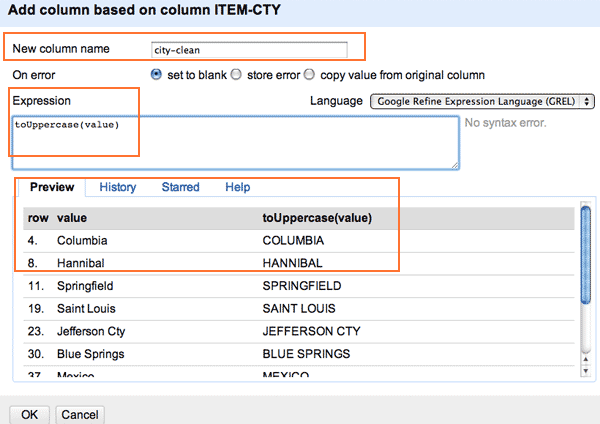 Add column based on column ITEM-CTY
New column name city-clean
On error set to blank store error copy value from original column
Expression Language Google Refine Expression Language (GREL)
toUppercase(value) No syntax error.
Preview History Starred Help
row value toUppercase(value)
4. Columbia COLUMBIA
8. Hannibal HANNIBAL
11. Springfield SPRINGFIELD
19. Saint Louis SAINT LOUIS
23. Jefferson Cty JEFFERSON CTY
30. Blue Springs BLUE SPRINGS
37. Mexico MEXICO
OK Cancel